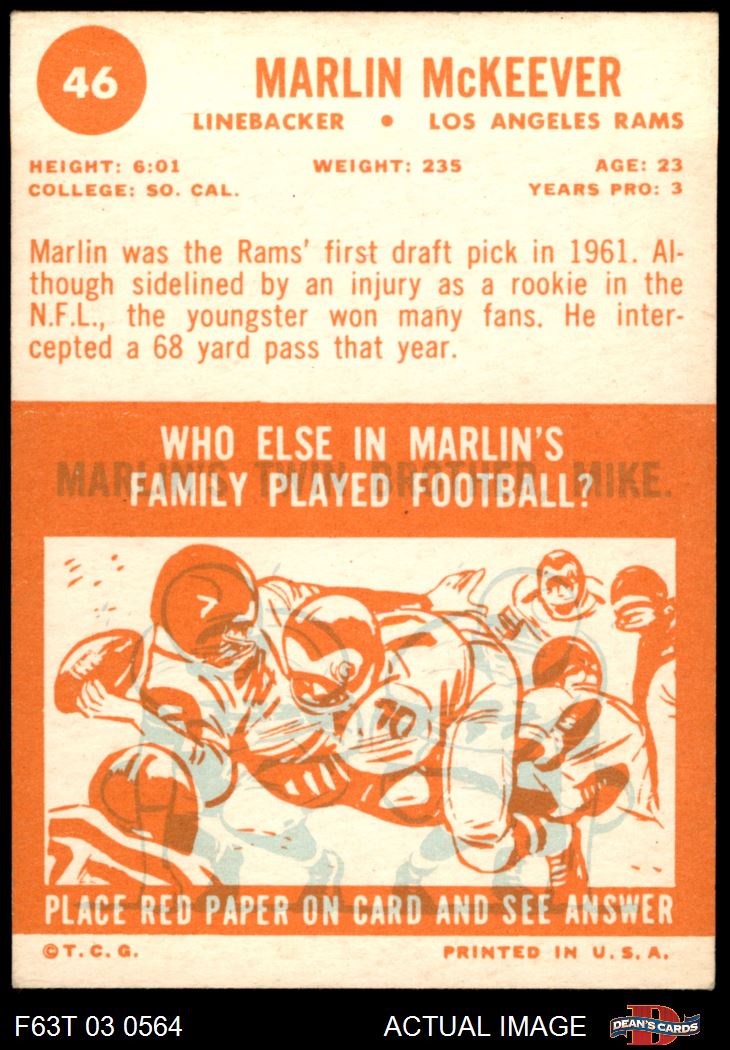 46
MARLIN McKEEVER
LINEBACKER • LOS ANGELES RAMS
HEIGHT: 6:01 WEIGHT: 235 AGE: 23
COLLEGE: SO. CAL. YEARS PRO: 3
Marlin was the Rams' first draft pick in 1961. Al-
though sidelined by an injury as a rookie in the
N.F.L., the youngster won many fans. He inter-
cepted a 68 yard pass that year.
WHO ELSE IN MARLIN'S
MARLIN'S TWIN BROTHER, MIKE.
FAMILY PLAYED FOOTBALL?
7
70
PLACE RED PAPER ON CARD AND SEE ANSWER
©T.C.G. PRINTED IN U.S.A.
F63T 03 0564 ACTUAL IMAGE
D
DEAN'S CARDS